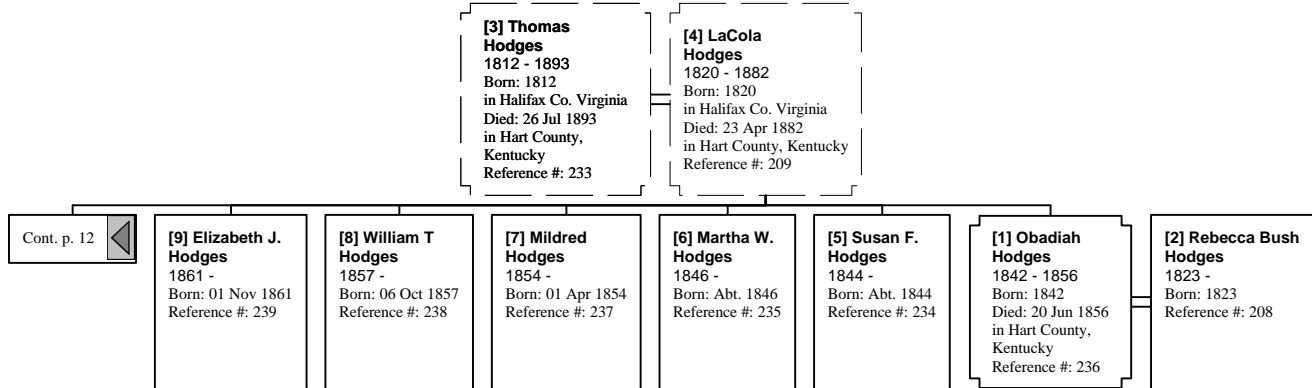 [3] Thomas
Hodges
1812 - 1893
Born: 1812
in Halifax Co. Virginia
Died: 26 Jul 1893
in Hart County,
Kentucky
Reference #: 233
[4] LaCola
Hodges
1820 - 1882
Born: 1820
in Halifax Co. Virginia
Died: 23 Apr 1882
in Hart County, Kentucky
Reference #: 209
Cont. p. 12
[9] Elizabeth J.
Hodges
1861 -
Born: 01 Nov 1861
Reference #: 239
[8] William T
Hodges
1857 -
Born: 06 Oct 1857
Reference #: 238
[7] Mildred
Hodges
1854 -
Born: 01 Apr 1854
Reference #: 237
[6] Martha W.
Hodges
1846 -
Born: Abt. 1846
Reference #: 235
[5] Susan F.
Hodges
1844 -
Born: Abt. 1844
Reference #: 234
[1] Obadiah
Hodges
1842 - 1856
Born: 1842
Died: 20 Jun 1856
in Hart County,
Kentucky
Reference #: 236
[2] Rebecca Bush
Hodges
1823 -
Born: 1823
Reference #: 208